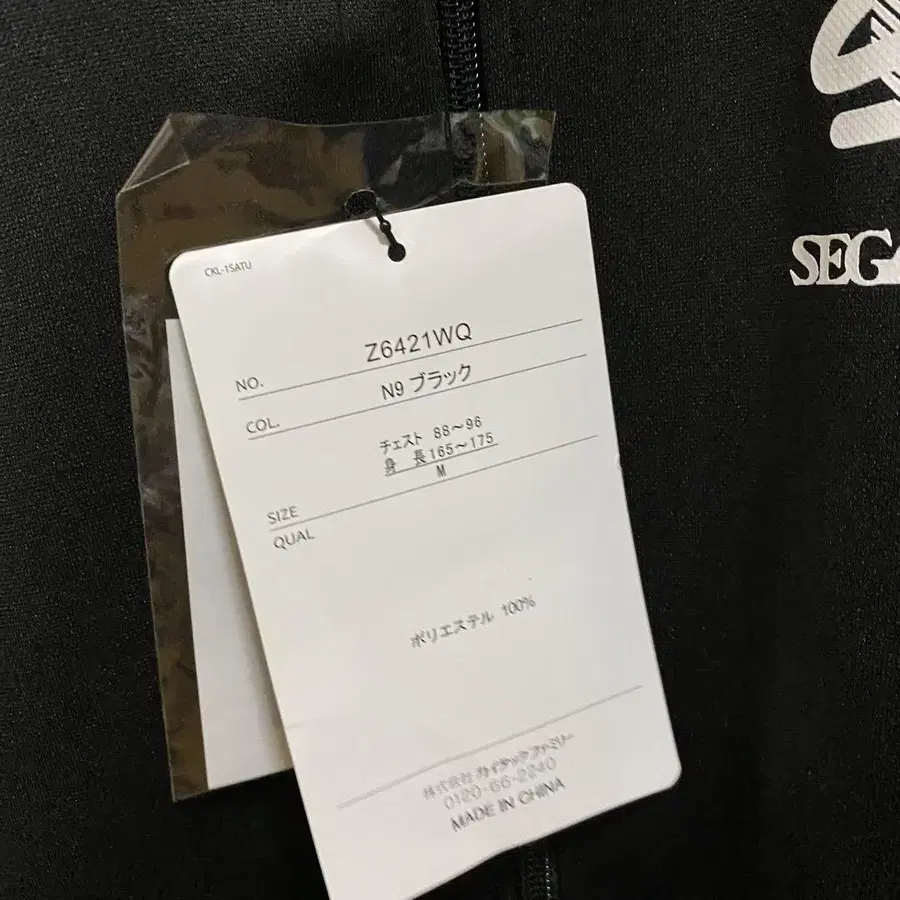 CKL-1SATU
NO. Z6421WQ
COL. N9 ブラック
チェスト 88～96
身 長 165～175
SIZE M
QUAL
ポリエステル 100%
株式会社 カイタックファミリー
0120-66-2240
MADE IN CHINA
SEGA